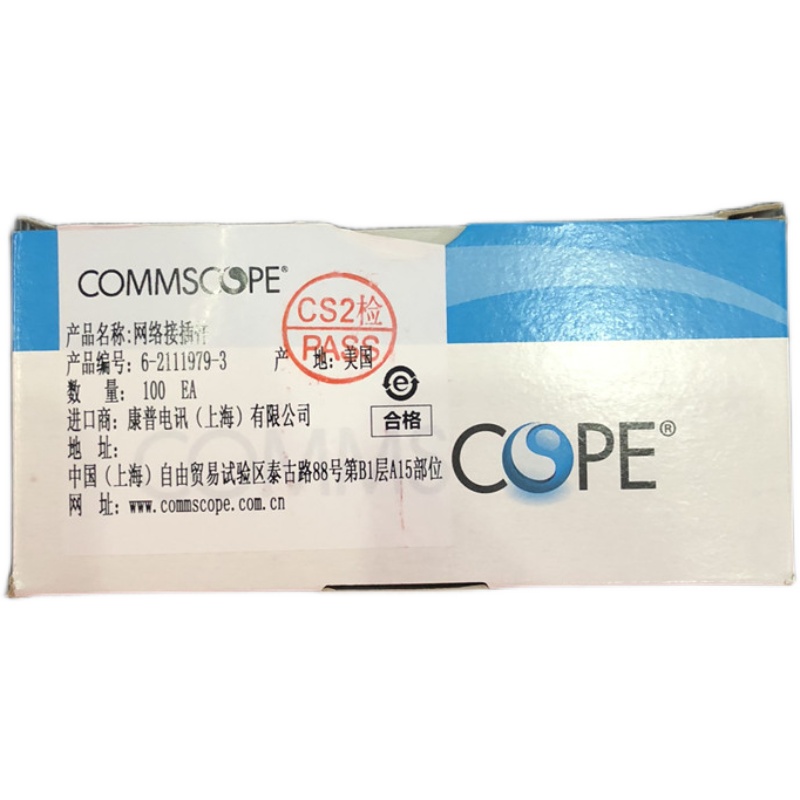 COMMSCOPE®
CS2检
PASS
产品名称:网络接插件
产品编号: 6-2111979-3 产 地: 美国
数 量: 100 EA
进口商: 康普电讯(上海)有限公司
合格
地 址:
中国(上海)自由贸易试验区泰古路88号第B1层A15部位
网 址: www.commscope.com.cn
COMMSCOPE®